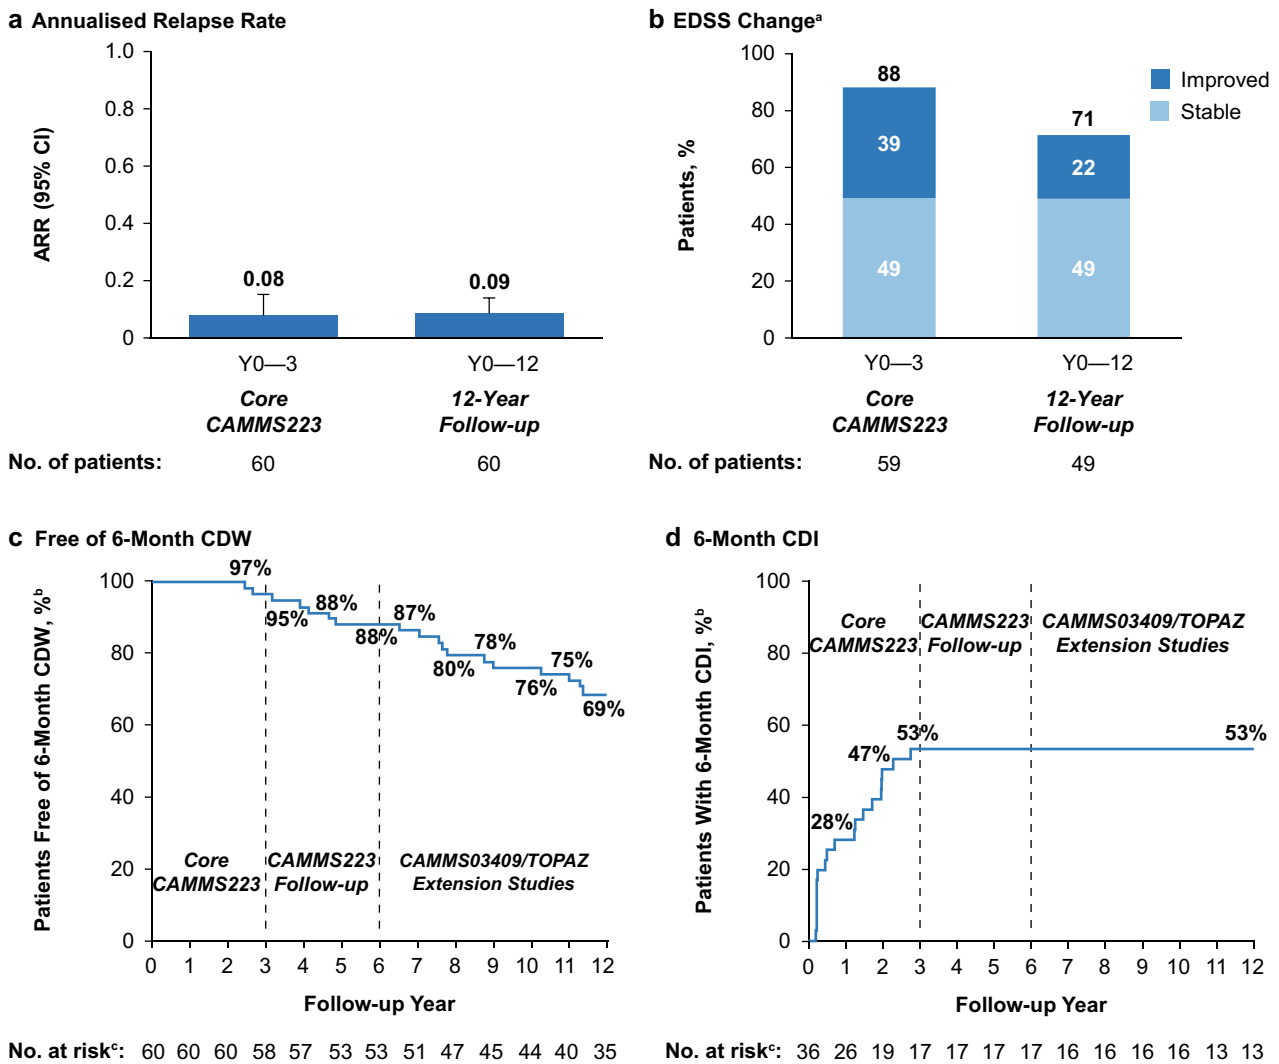 a Annualised Relapse Rate
1.0
0.8
0.6
0.4
0.2
0
ARR (95% CI)
0.08
0.09
Y0—3
Y0—12
Core
CAMMS223
12-Year
Follow-up
No. of patients: 60 60
b EDSS Changeᵃ
100
80
60
40
20
0
Patients, %
88
39
49
71
22
49
Improved
Stable
Y0—3
Y0—12
Core
CAMMS223
12-Year
Follow-up
No. of patients: 59 49
c Free of 6-Month CDW
100
80
60
40
20
0
Patients Free of 6-Month CDW, %ᵇ
97%
95%
88%
88%
87%
80%
78%
76%
75%
69%
Core
CAMMS223
CAMMS223
Follow-up
CAMMS03409/TOPAZ
Extension Studies
0 1 2 3 4 5 6 7 8 9 10 11 12
Follow-up Year
No. at riskᶜ: 60 60 60 58 57 53 53 51 47 45 44 40 35
d 6-Month CDI
100
80
60
40
20
0
Patients With 6-Month CDI, %ᵇ
Core
CAMMS223
CAMMS223
Follow-up
CAMMS03409/TOPAZ
Extension Studies
28%
47%
53%
53%
0 1 2 3 4 5 6 7 8 9 10 11 12
Follow-up Year
No. at riskᶜ: 36 26 19 17 17 17 17 16 16 16 16 13 13